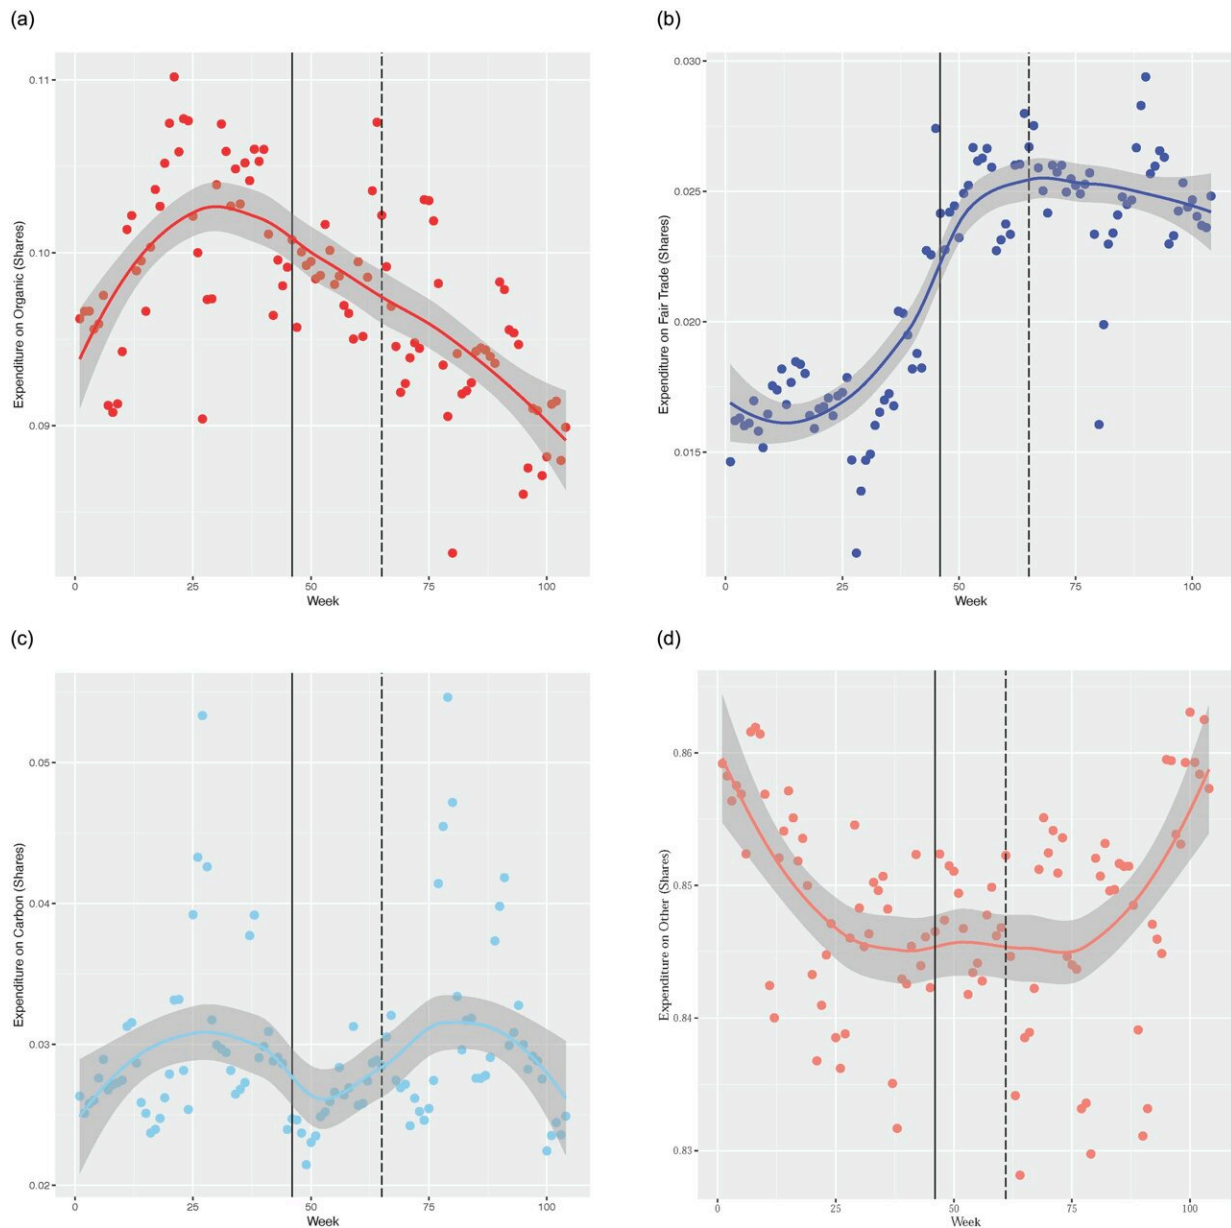 (a)
(b)
Expenditure on Organic (Shares)
0.11
0.10
0.09
0
25
50
75
100
Week
Expenditure on Fair Trade (Shares)
0.030
0.025
0.020
0.015
0
25
50
75
100
Week
(c)
(d)
Expenditure on Carbon (Shares)
0.05
0.04
0.03
0.02
0
25
50
75
100
Week
Expenditure on Other (Shares)
0.86
0.85
0.84
0.83
0
25
50
75
100
Week